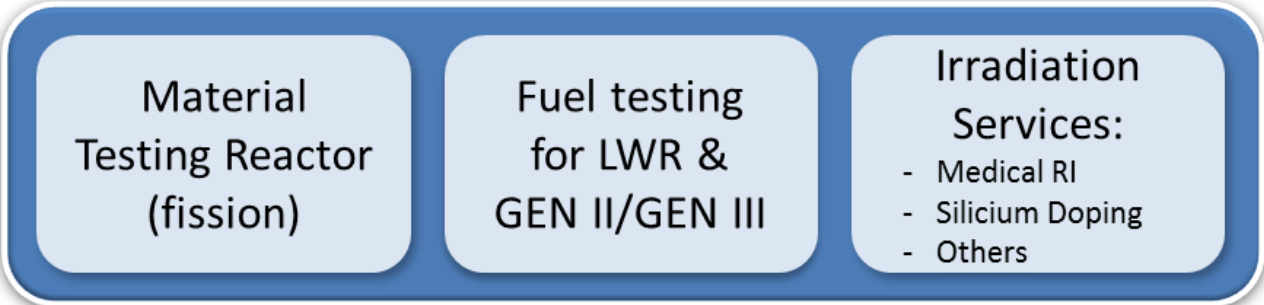 Material
Testing Reactor
(fission)
Fuel testing
for LWR &
GEN II/GEN III
Irradiation
Services:
- Medical RI
- Silicium Doping
- Others